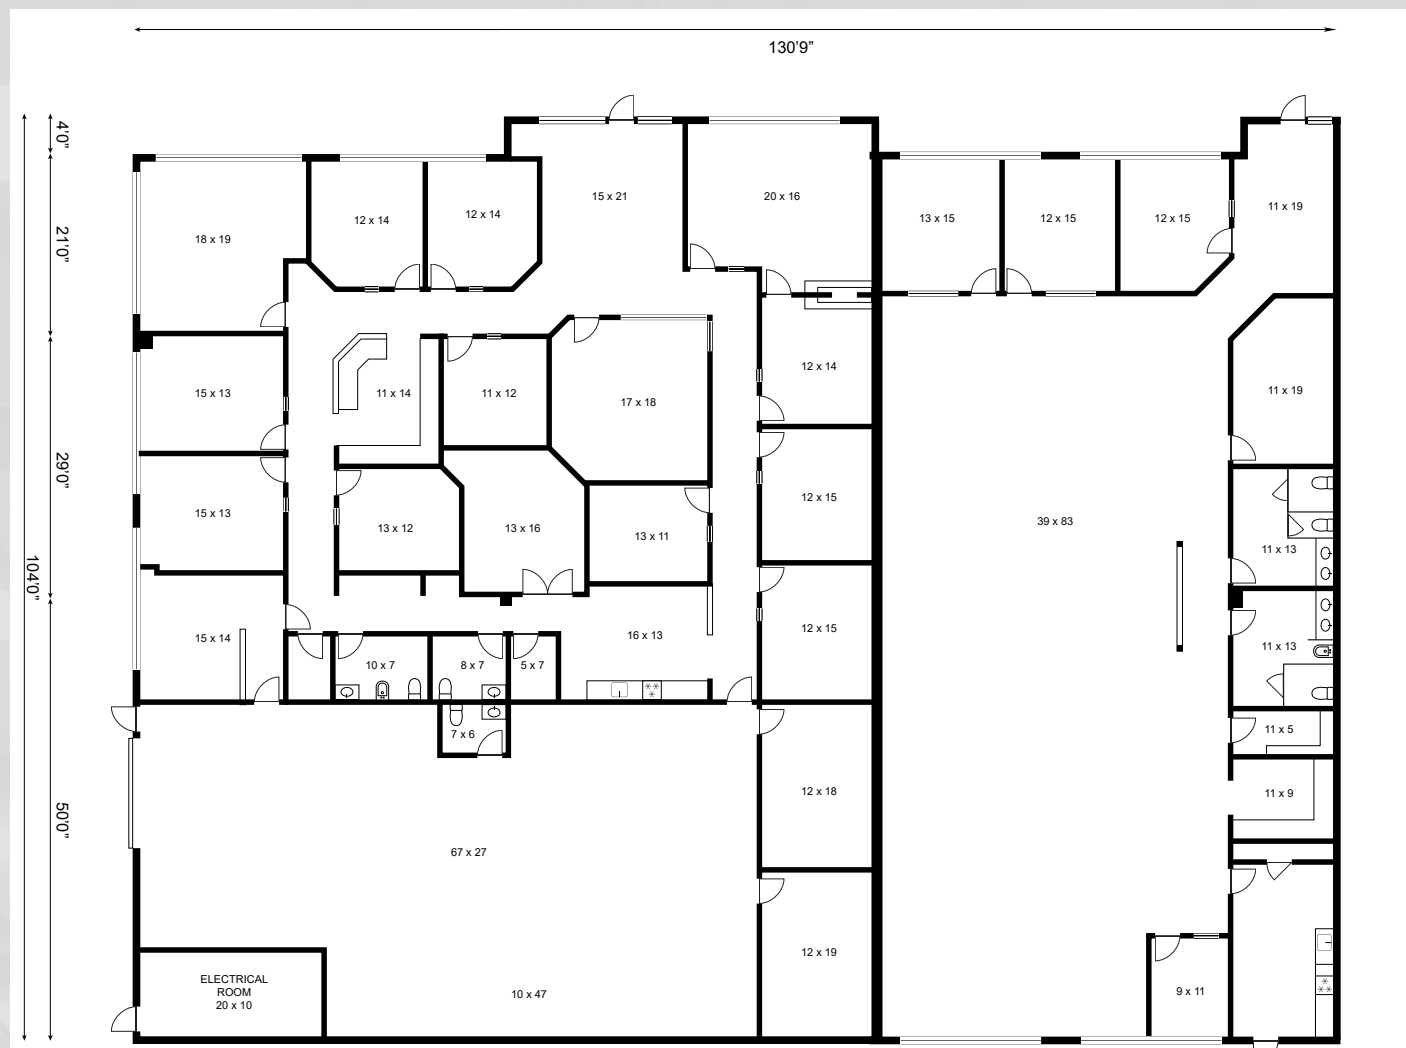 130'9"
4'0"
15 x 21
20 x 16
12 x 14
12 x 14
13 x 15
12 x 15
12 x 15
11 x 19
21'0"
18 x 19
12 x 14
15 x 13
11 x 14
11 x 12
17 x 18
11 x 19
29'0"
15 x 13
13 x 12
13 x 16
13 x 11
12 x 15
39 x 83
11 x 13
104'0"
15 x 14
16 x 13
12 x 15
11 x 13
10 x 7
8 x 7
5 x 7
7 x 6
11 x 5
50'0"
12 x 18
11 x 9
67 x 27
12 x 19
ELECTRICAL
ROOM
20 x 10
10 x 47
9 x 11